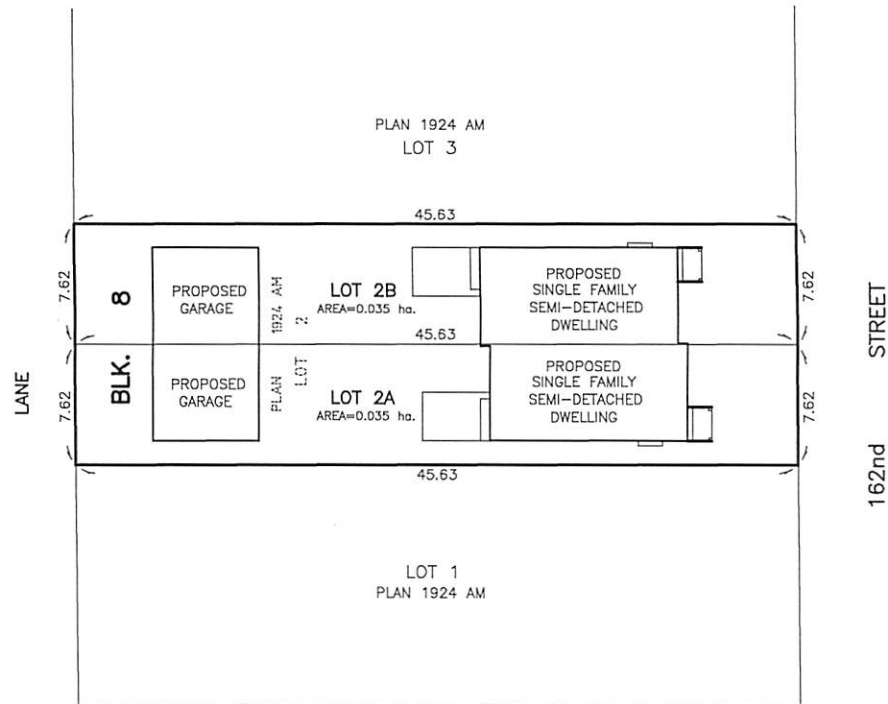 PLAN 1924 AM
LOT 3
45.63
7.62
BLK. 8
PROPOSED
GARAGE
PLAN 1924 AM
LOT 2
LOT 2B
AREA=0.035 ha.
PROPOSED
SINGLE FAMILY
SEMI-DETACHED
DWELLING
7.62
45.63
LANE
7.62
PROPOSED
GARAGE
LOT 2A
AREA=0.035 ha.
PROPOSED
SINGLE FAMILY
SEMI-DETACHED
DWELLING
7.62
162nd STREET
45.63
LOT 1
PLAN 1924 AM